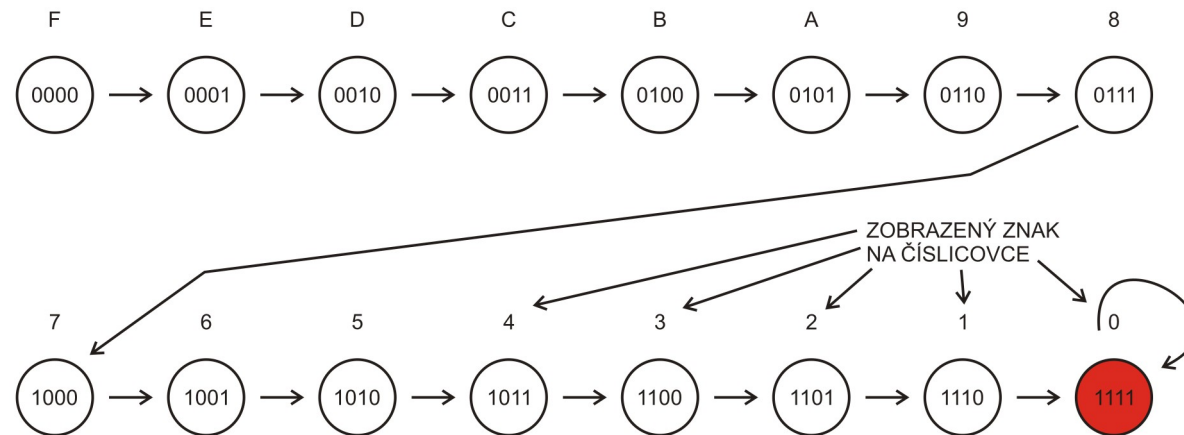 F E D C B A 9 8
0000 0001 0010 0011 0100 0101 0110 0111
ZOBRAZENÝ ZNAK
NA ČÍSLICOVCE
7 6 5 4 3 2 1 0
1000 1001 1010 1011 1100 1101 1110 1111